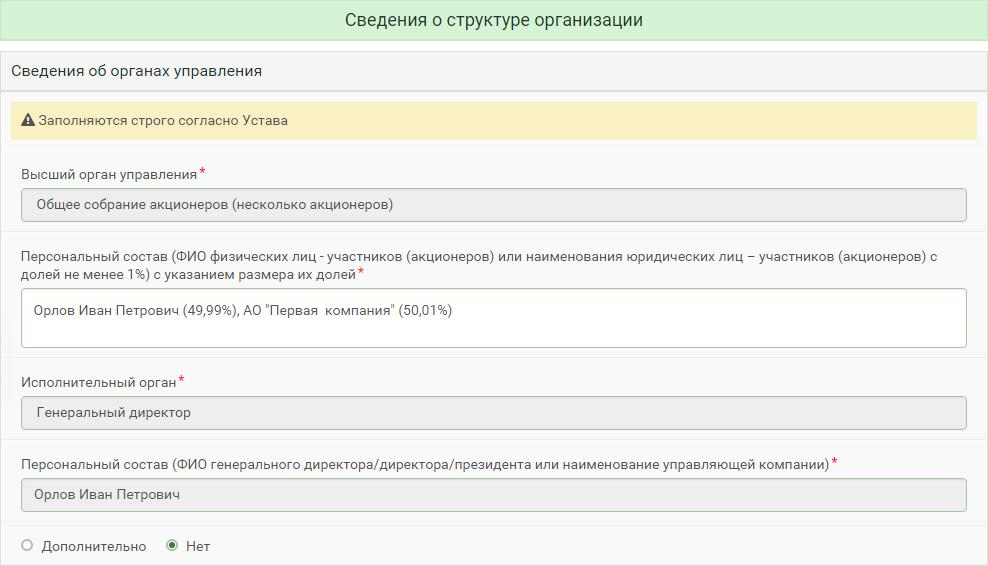 Сведения о структуре организации
Сведения об органах управления
Заполняются строго согласно Устава
Высший орган управления*
Общее собрание акционеров (несколько акционеров)
Персональный состав (ФИО физических лиц - участников (акционеров) или наименования юридических лиц – участников (акционеров) с
долей не менее 1%) с указанием размера их долей*
Орлов Иван Петрович (49,99%), АО "Первая  компания" (50,01%)
Исполнительный орган*
Генеральный директор
Персональный состав (ФИО генерального директора/директора/президента или наименование управляющей компании)*
Орлов Иван Петрович
Дополнительно Нет